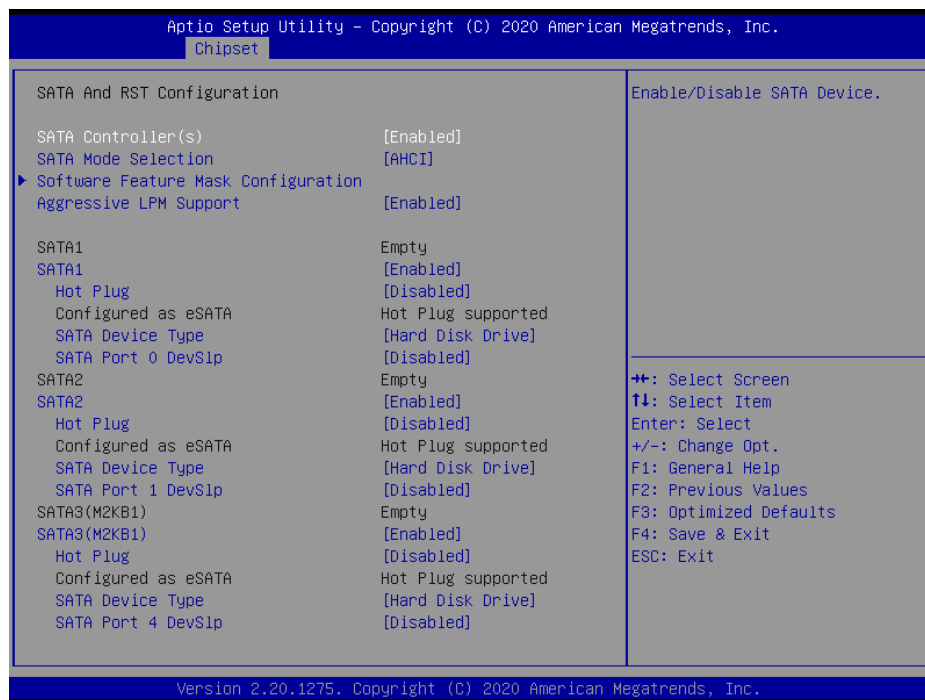 Aptio Setup Utility – Copyright (C) 2020 American Megatrends, Inc.
Chipset
SATA And RST Configuration
Enable/Disable SATA Device.
SATA Controller(s) [Enabled]
SATA Mode Selection [AHCI]
Software Feature Mask Configuration
Aggressive LPM Support [Enabled]
SATA1 Empty
SATA1 [Enabled]
Hot Plug [Disabled]
Configured as eSATA Hot Plug supported
SATA Device Type [Hard Disk Drive]
SATA Port 0 DevSlp [Disabled]
SATA2 Empty
SATA2 [Enabled]
Hot Plug [Disabled]
Configured as eSATA Hot Plug supported
SATA Device Type [Hard Disk Drive]
SATA Port 1 DevSlp [Disabled]
SATA3(M2KB1) Empty
SATA3(M2KB1) [Enabled]
Hot Plug [Disabled]
Configured as eSATA Hot Plug supported
SATA Device Type [Hard Disk Drive]
SATA Port 4 DevSlp [Disabled]
→←: Select Screen
↑↓: Select Item
Enter: Select
+/-: Change Opt.
F1: General Help
F2: Previous Values
F3: Optimized Defaults
F4: Save & Exit
ESC: Exit
Version 2.20.1275. Copyright (C) 2020 American Megatrends, Inc.